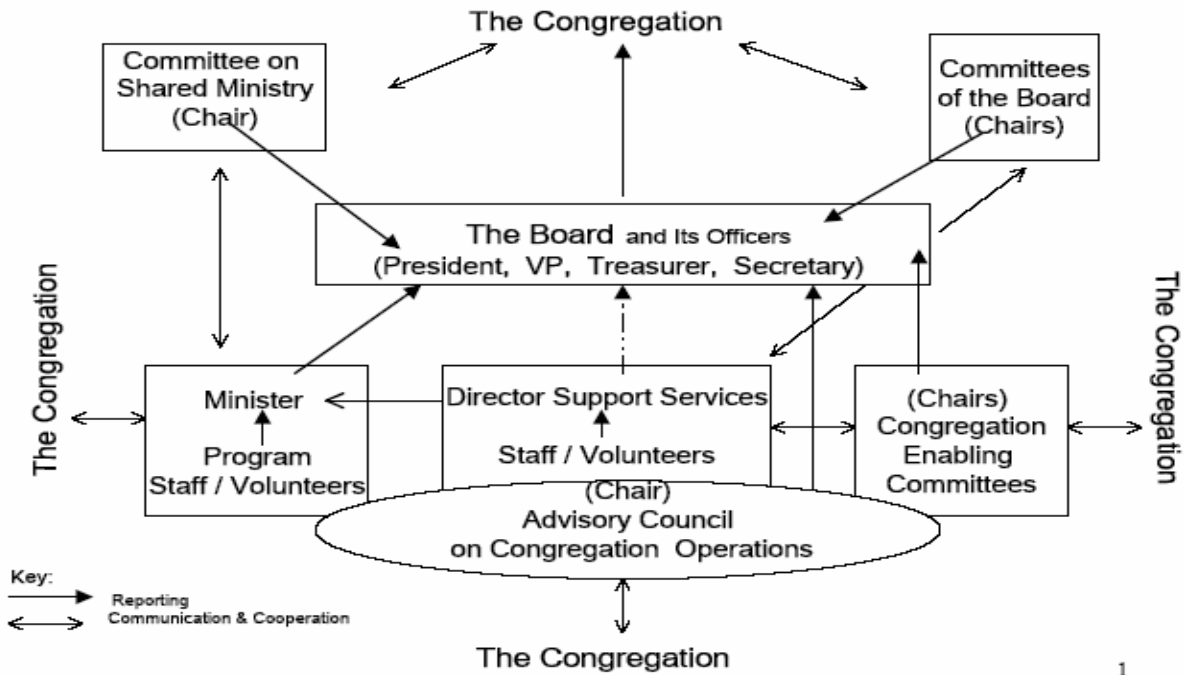 The Congregation
Committee on
Shared Ministry
(Chair)
Committees
of the Board
(Chairs)
The Board and Its Officers
(President, VP, Treasurer, Secretary)
The Congregation
The Congregation
Minister
Program
Staff / Volunteers
Director Support Services
Staff / Volunteers
(Chairs)
Congregation
Enabling
Committees
(Chair)
Advisory Council
on Congregation Operations
Key:
Reporting
Communication & Cooperation
The Congregation
1